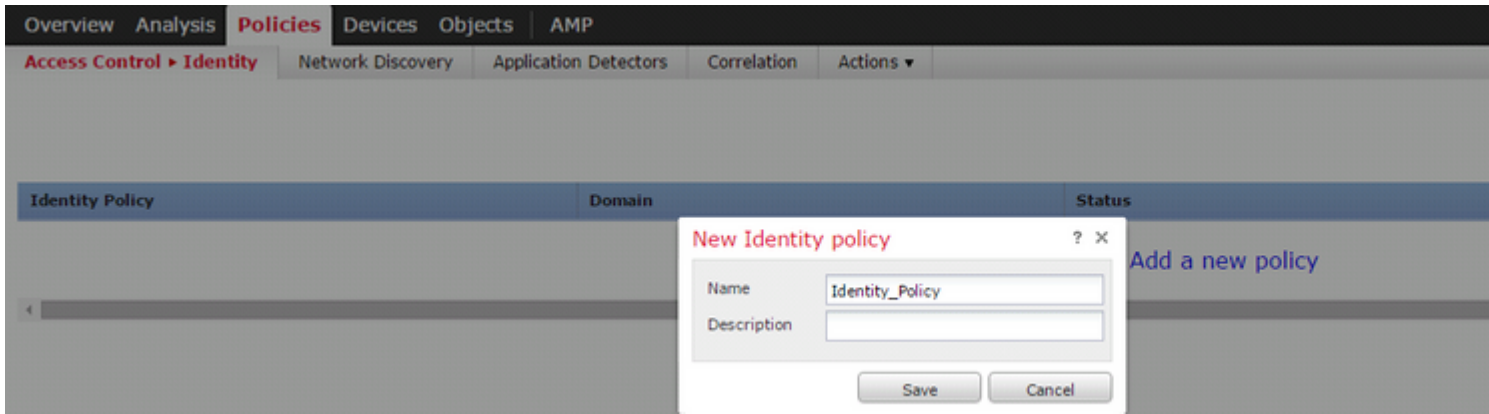 Overview Analysis Policies Devices Objects AMP
Access Control ▸ Identity Network Discovery Application Detectors Correlation Actions ▾
Identity Policy Domain Status
New Identity policy ? ×
Add a new policy
Name Identity_Policy
Description
Save Cancel